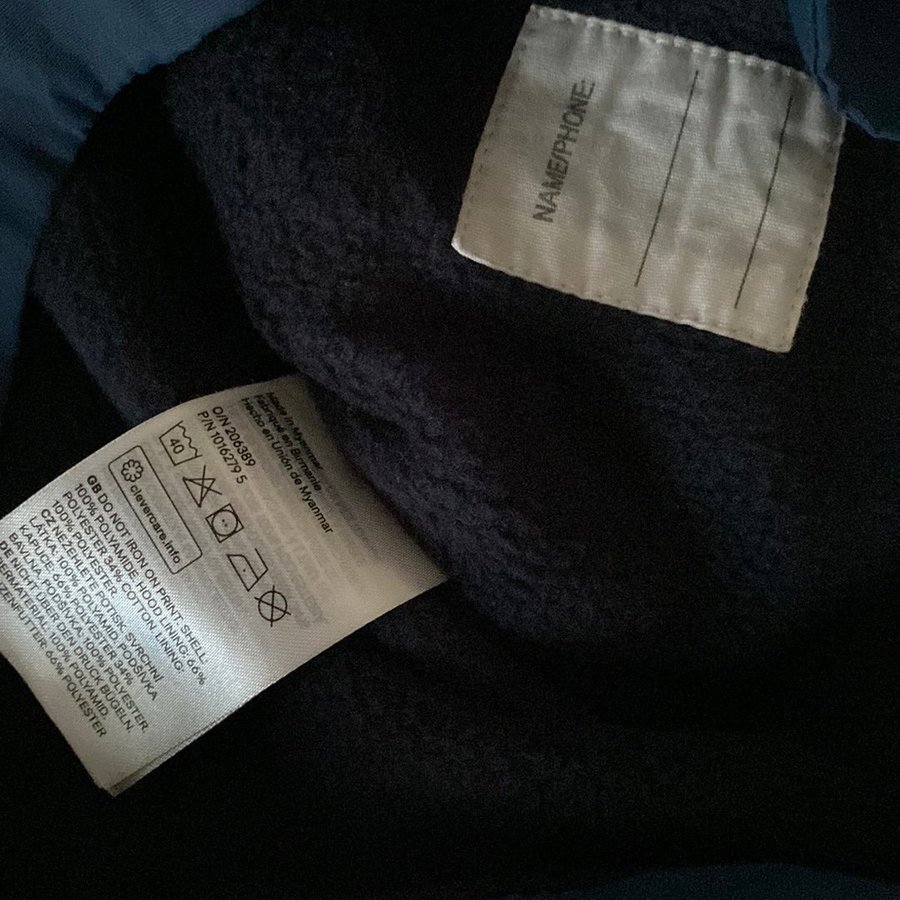 NAME/PHONE:
Made in Myanmar
Fabriqué en Birmanie
Hecho en Unión de Myanmar
O/N 206389
P/N 1016279 5
40
clevercare.info
GB DO NOT IRON ON PRINT! SHELL:
100% POLYAMIDE. HOOD LINING: 66%
POLYESTER 34% COTTON. LINING:
100% POLYESTER.
CZ NEŽEHLETE POTISK. SVRCHNÍ
LÁTKA: 100% POLYAMID. PODŠÍVKA
KAPUCE: 66% POLYESTER 34%
BAVLNA. PODŠÍVKA: 100% POLYESTER.
DE NICHT ÜBER DEN DRUCK BÜGELN.
OBERMATERIAL: 100% POLYAMID.
66% POLYESTER